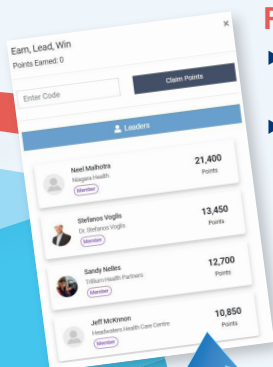 Earn, Lead, Win
×
Points Earned: 0
Enter Code
Claim Points
Leaders
Neel Malhotra
Niagara Health
Member
21,400
Points
Stefanos Voglis
Dr. Stefanos Voglis
Member
13,450
Points
Sandy Nelles
Trillium Health Partners
Member
12,700
Points
Jeff McKinnon
Headwaters Health Care Centre
Member
10,850
Points